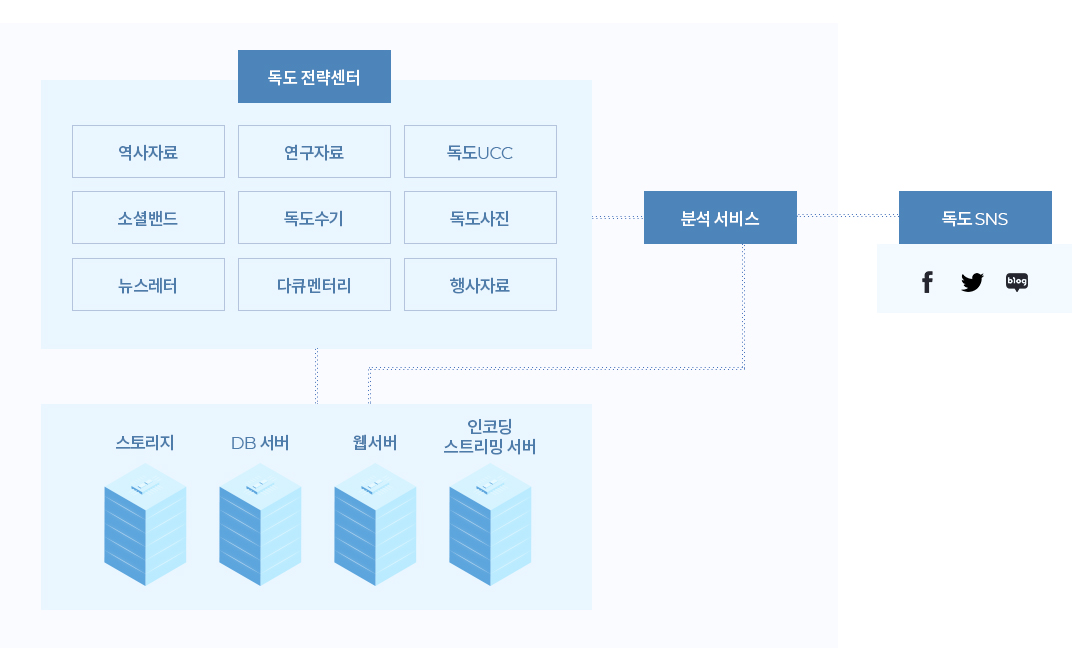 독도 전략센터
역사자료
연구자료
독도UCC
소셜밴드
독도수기
독도사진
뉴스레터
다큐멘터리
행사자료
분석 서비스
독도 SNS
blog
스토리지
DB 서버
웹서버
인코딩
스트리밍 서버